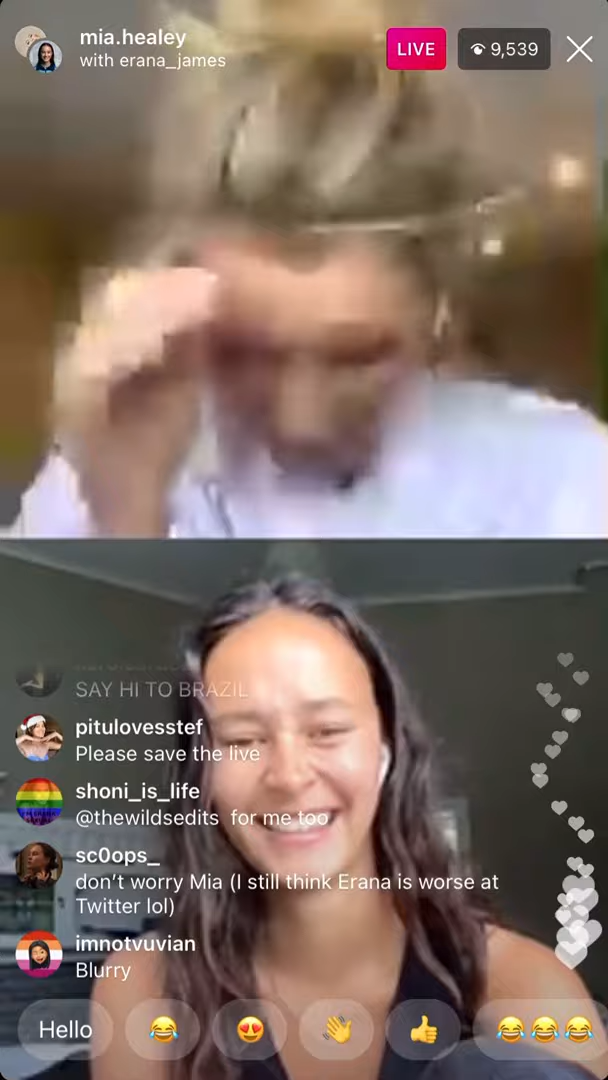 mia.healey
with erana_james
LIVE
9,539
SAY HI TO BRAZIL
pitulovesstef
Please save the live
shoni_is_life
@thewildsedits for me too
sc0ops_
don't worry Mia (I still think Erana is worse at
Twitter lol)
imnotvuvian
Blurry
Hello